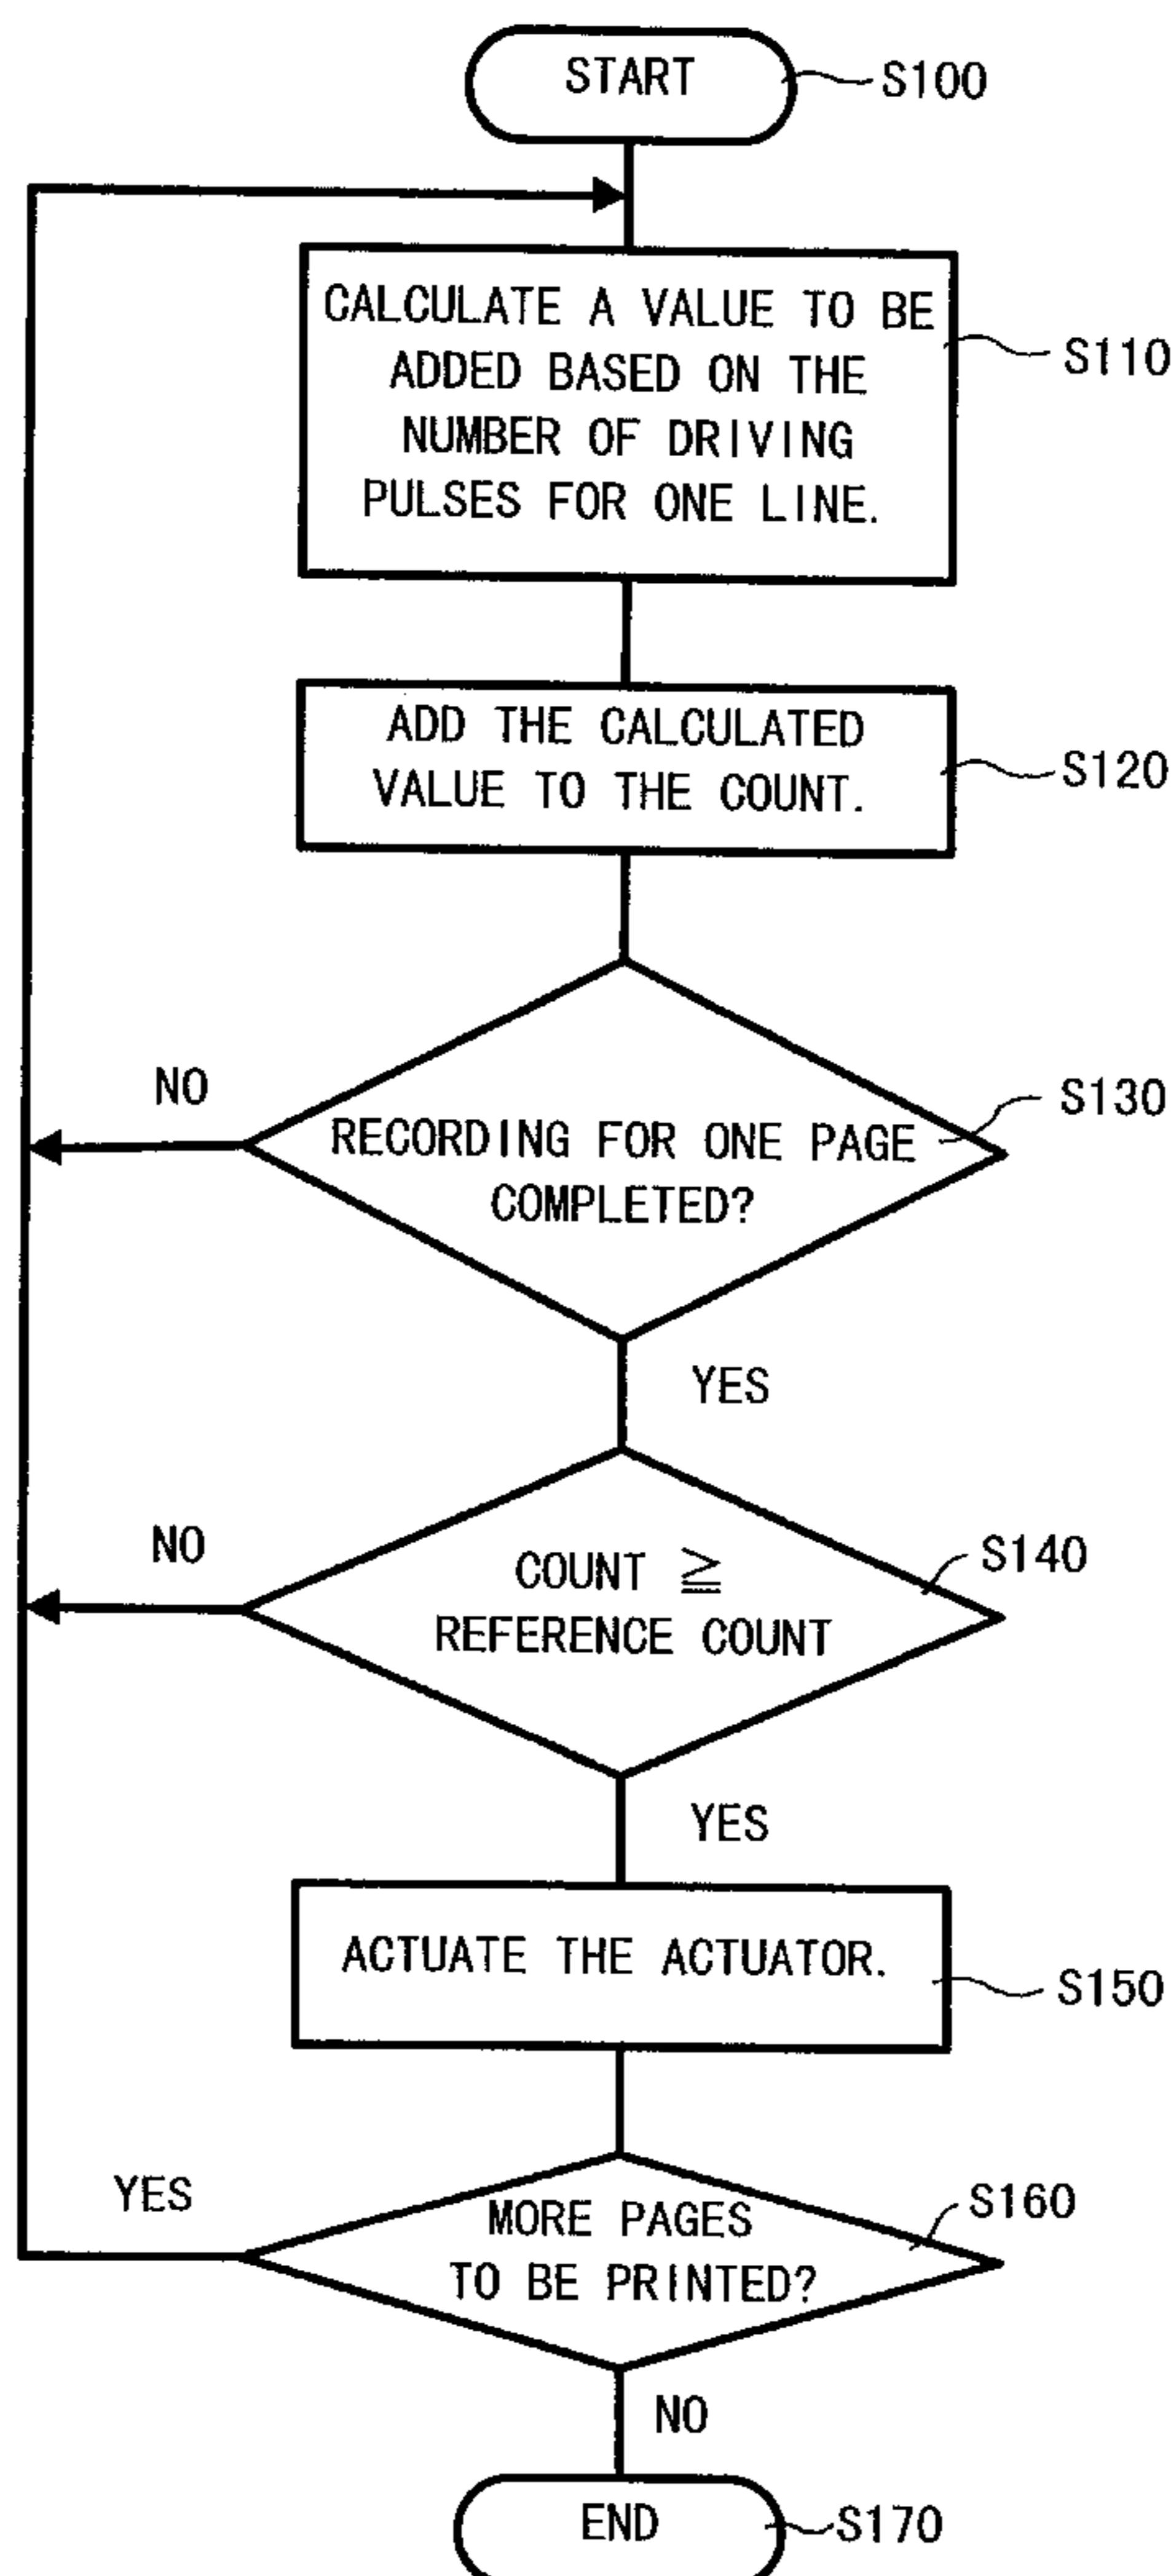 START
S100
CALCULATE A VALUE TO BE
ADDED BASED ON THE
NUMBER OF DRIVING
PULSES FOR ONE LINE.
S110
ADD THE CALCULATED
VALUE TO THE COUNT.
S120
NO
RECORDING FOR ONE PAGE
COMPLETED?
S130
YES
NO
COUNT ≧
REFERENCE COUNT
S140
YES
ACTUATE THE ACTUATOR.
S150
YES
MORE PAGES
TO BE PRINTED?
S160
NO
END
S170